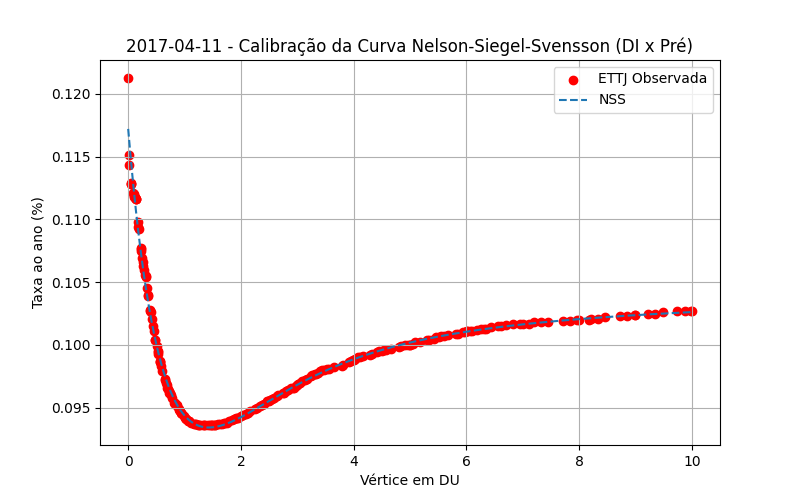 2017-04-11 - Calibração da Curva Nelson-Siegel-Svensson (DI x Pré)
ETTJ Observada
NSS
Taxa ao ano (%)
0.120
0.115
0.110
0.105
0.100
0.095
0 2 4 6 8 10
Vértice em DU